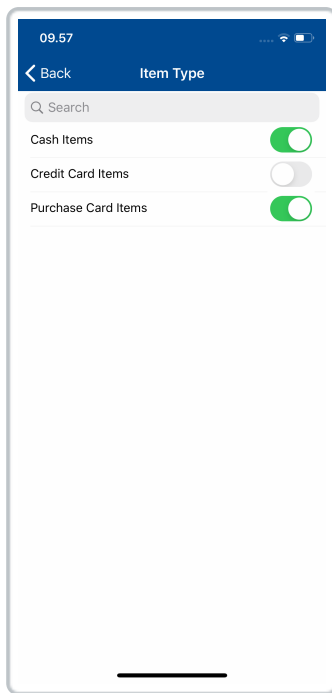 09.57
Back
Item Type
Search
Cash Items
Credit Card Items
Purchase Card Items